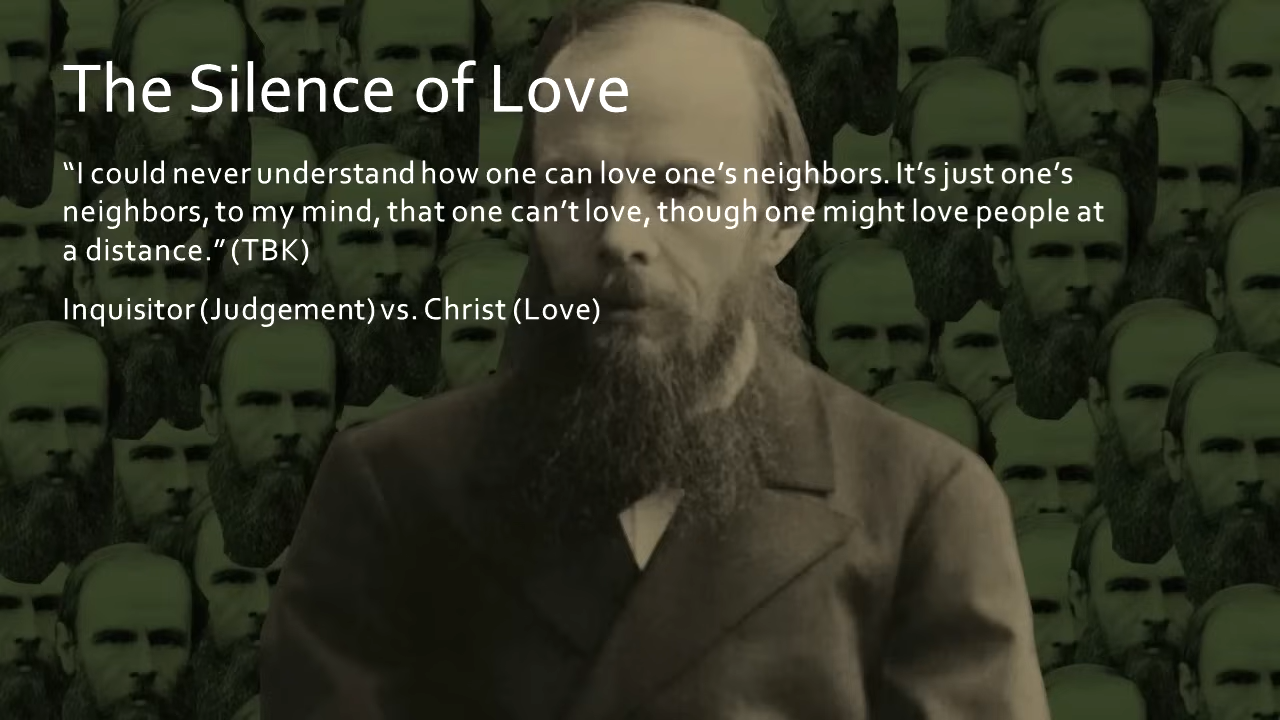 The Silence of Love
“I could never understand how one can love one’s neighbors. It’s just one’s
neighbors, to my mind, that one can’t love, though one might love people at
a distance.” (TBK)
Inquisitor (Judgement) vs. Christ (Love)